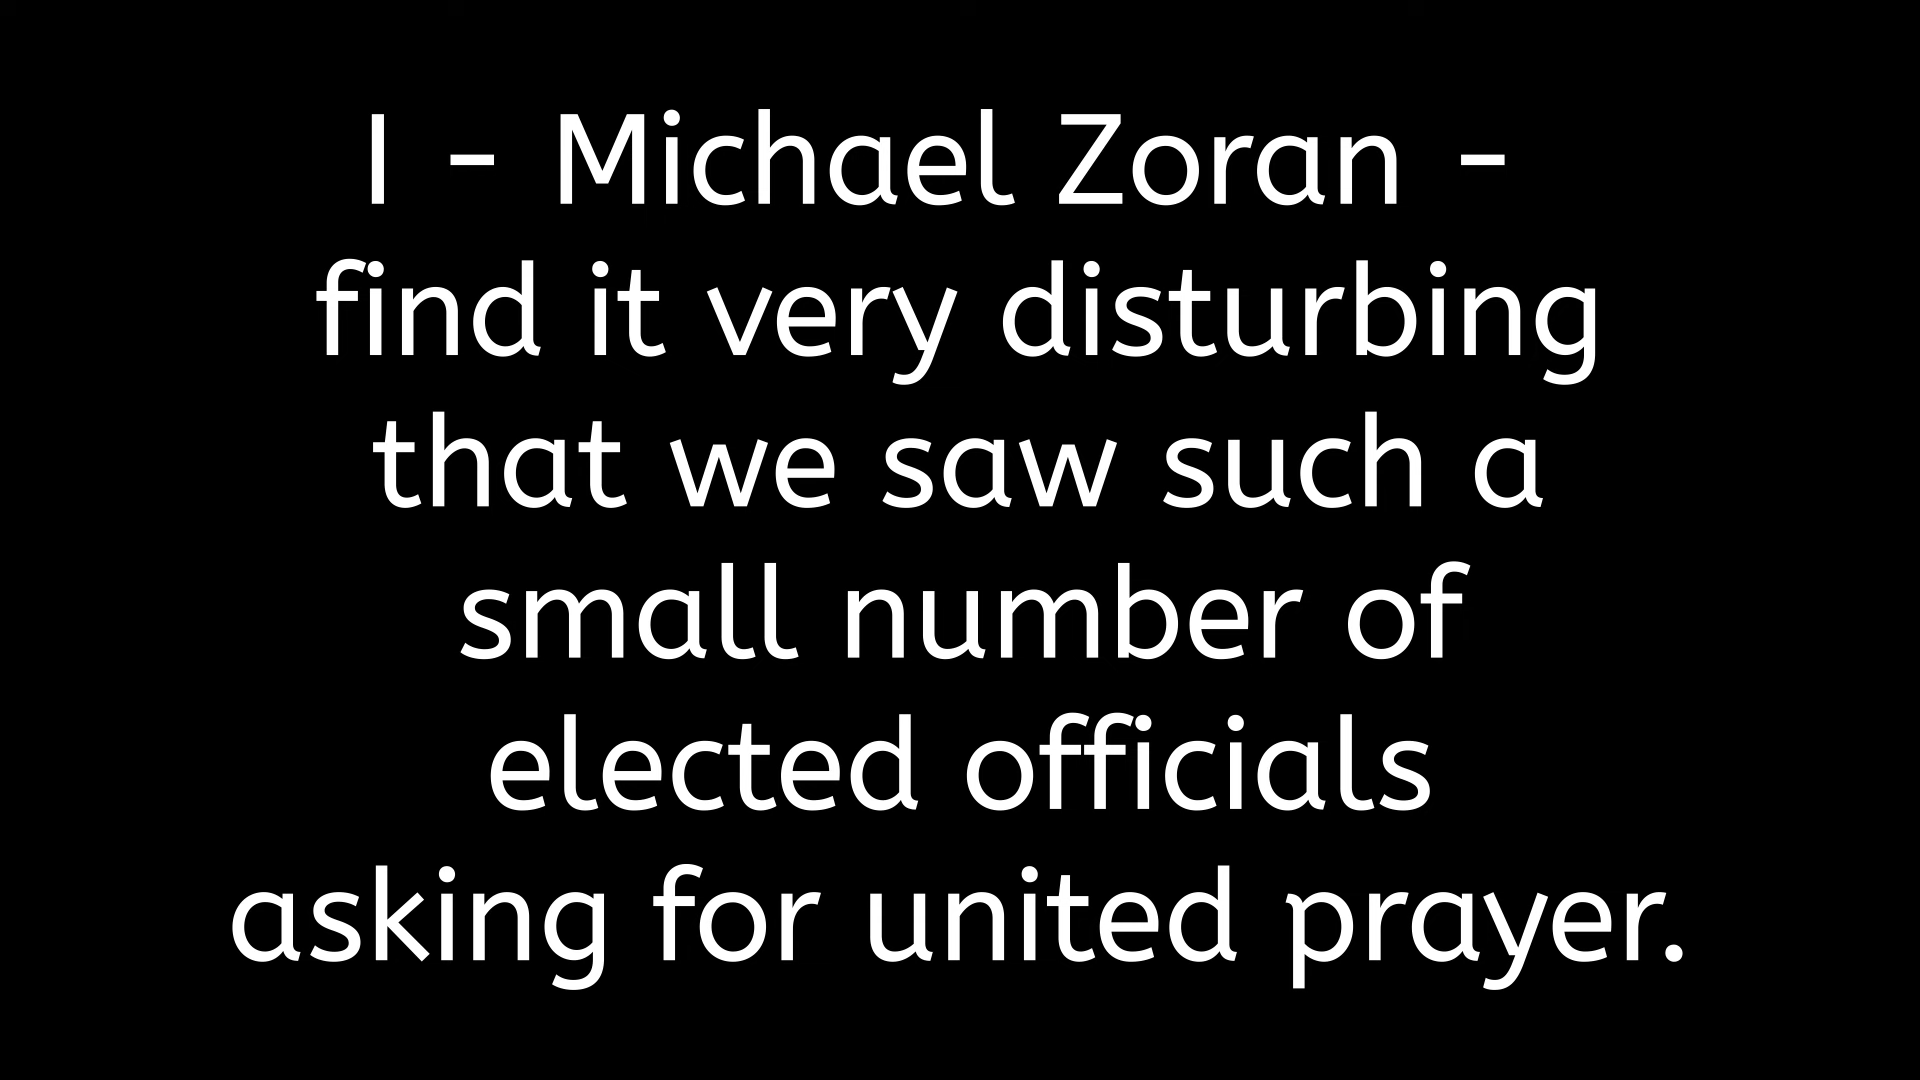 I - Michael Zoran -
find it very disturbing
that we saw such a
small number of
elected officials
asking for united prayer.